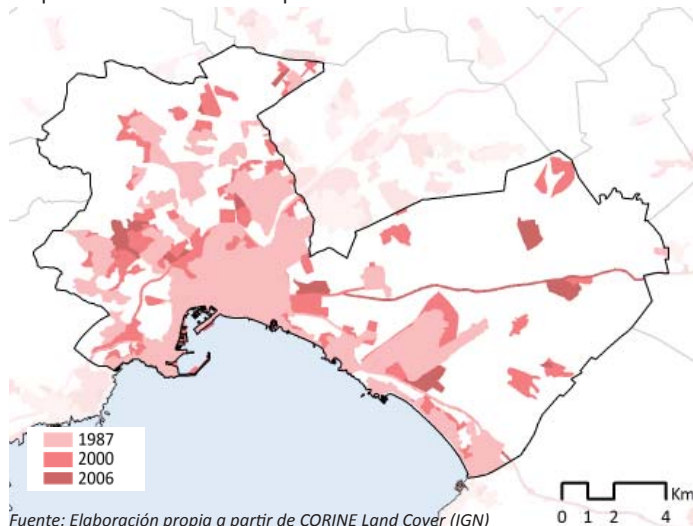 1987
2000
2006
Km
0 1 2 4
Fuente: Elaboración propia a partir de CORINE Land Cover (IGN)